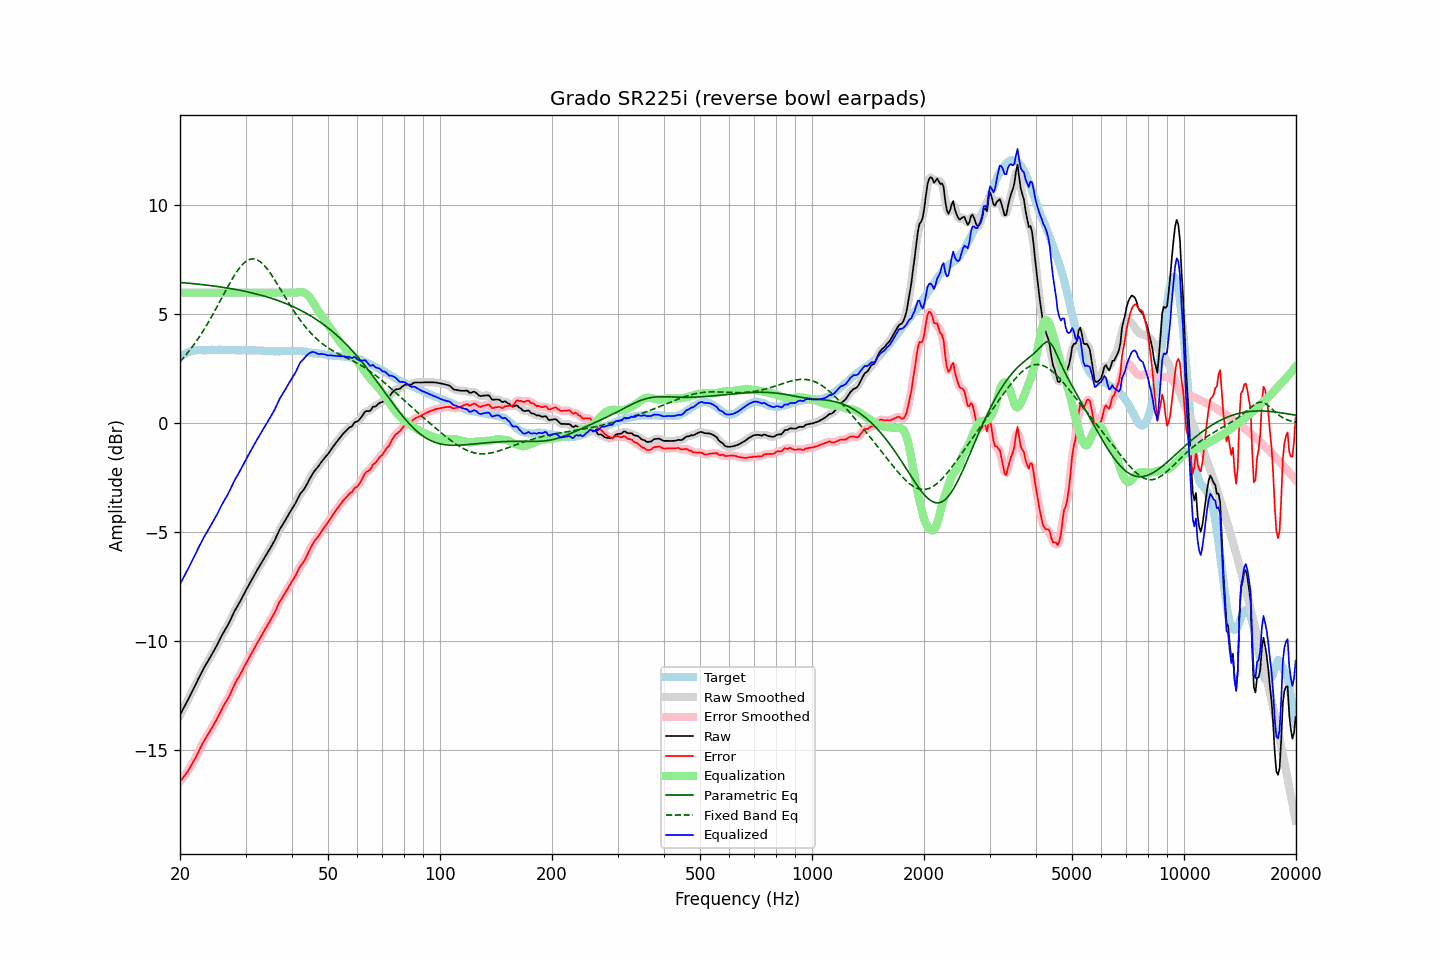 Grado SR225i (reverse bowl earpads)
Amplitude (dBr)
10
5
0
−5
−10
−15
Target
Raw Smoothed
Error Smoothed
Raw
Error
Equalization
Parametric Eq
Fixed Band Eq
Equalized
20 50 100 200 500 1000 2000 5000 10000 20000
Frequency (Hz)